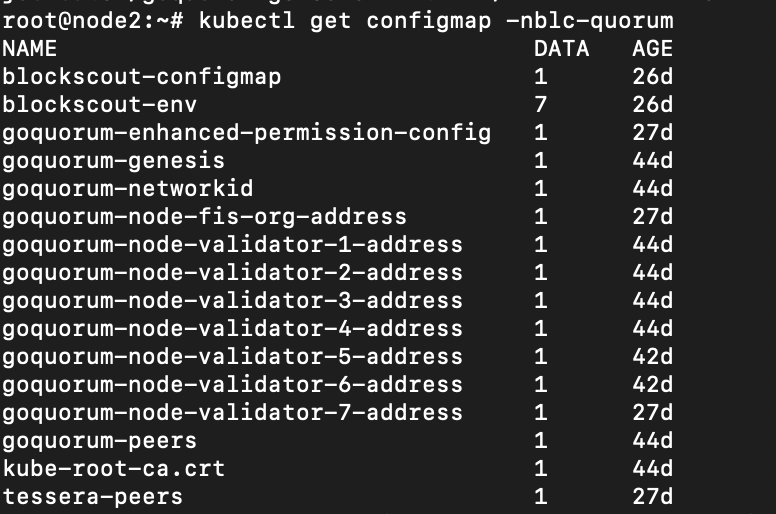 root@node2:~# kubectl get configmap -nblc-quorum
NAME DATA AGE
blockscout-configmap 1 26d
blockscout-env 7 26d
goquorum-enhanced-permission-config 1 27d
goquorum-genesis 1 44d
goquorum-networkid 1 44d
goquorum-node-fis-org-address 1 27d
goquorum-node-validator-1-address 1 44d
goquorum-node-validator-2-address 1 44d
goquorum-node-validator-3-address 1 44d
goquorum-node-validator-4-address 1 44d
goquorum-node-validator-5-address 1 42d
goquorum-node-validator-6-address 1 42d
goquorum-node-validator-7-address 1 27d
goquorum-peers 1 44d
kube-root-ca.crt 1 44d
tessera-peers 1 27d